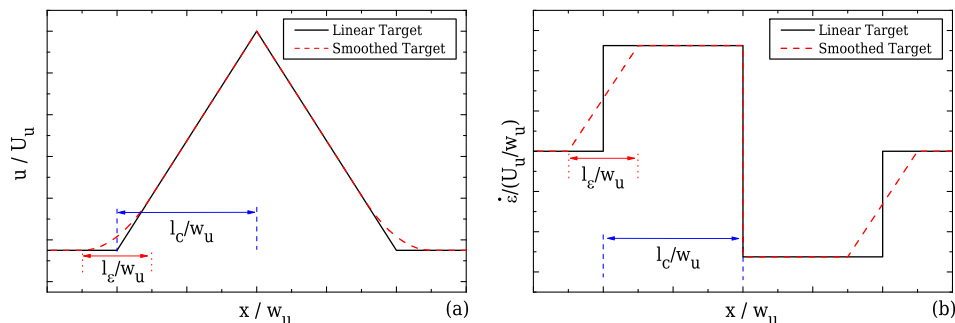 Linear Target
Smoothed Target
u / U_u
l_c/w_u
l_ε/w_u
x / w_u
(a)
Linear Target
Smoothed Target
ε̇/(U_u/w_u)
l_ε/w_u
l_c/w_u
x / w_u
(b)